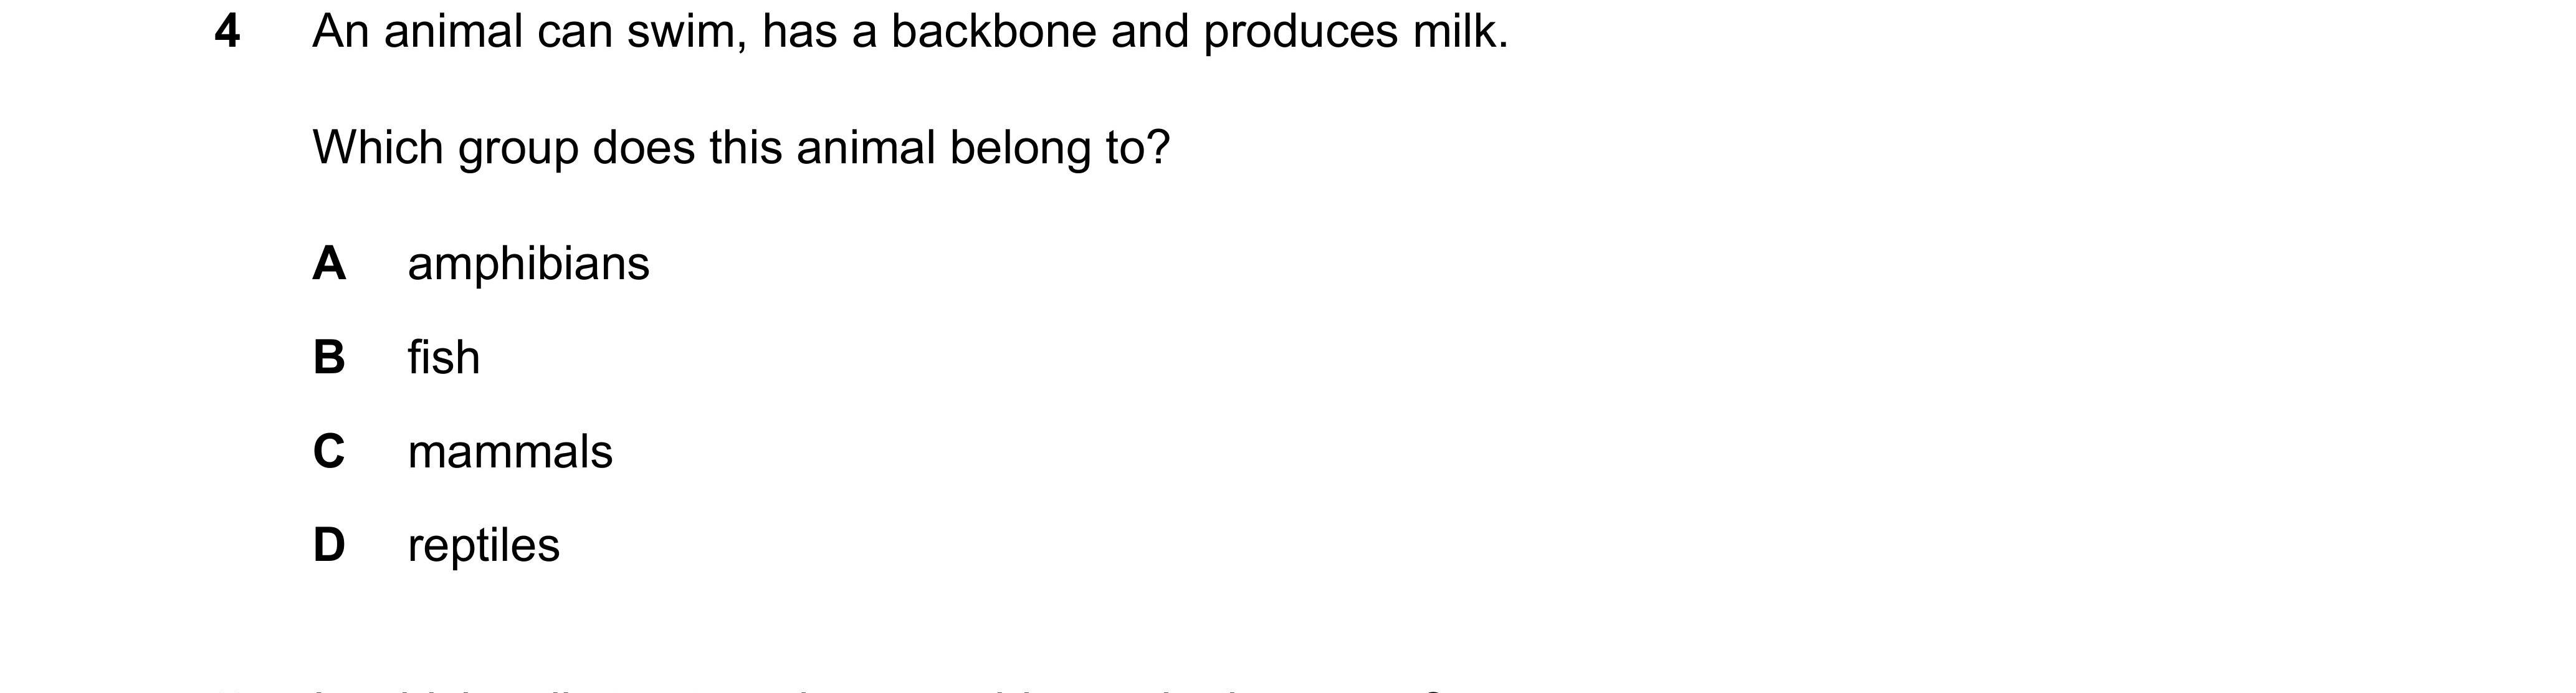 4 An animal can swim, has a backbone and produces milk.
Which group does this animal belong to?
A amphibians
B fish
C mammals
D reptiles